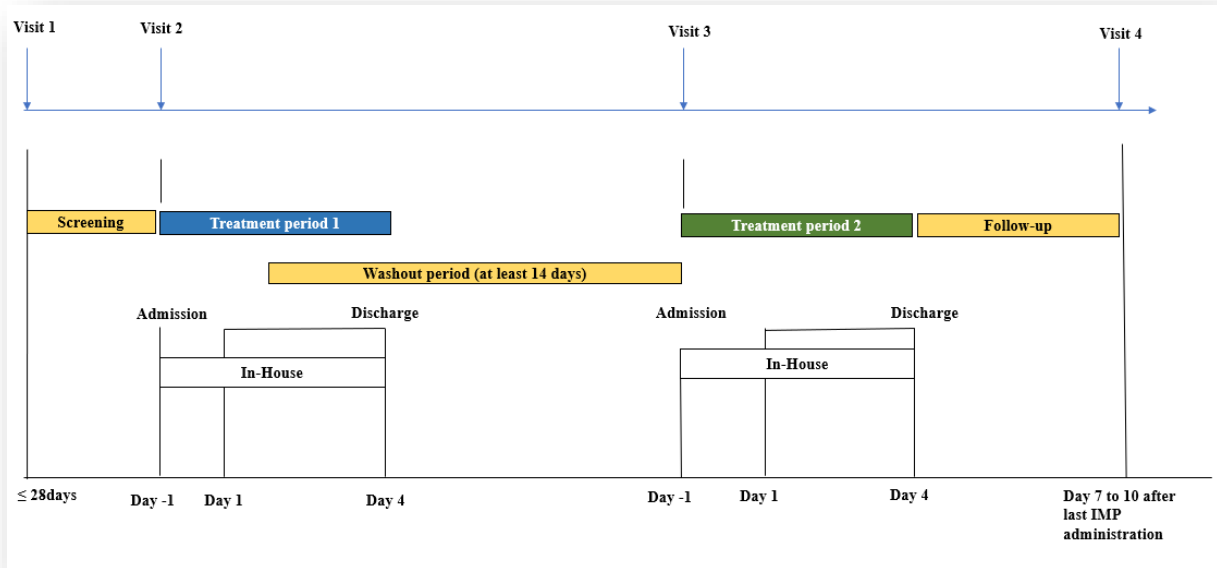 Visit 1
Visit 2
Visit 3
Visit 4
Screening
Treatment period 1
Treatment period 2
Follow-up
Washout period (at least 14 days)
Admission
Discharge
Admission
Discharge
In-House
In-House
≤ 28days
Day -1
Day 1
Day 4
Day -1
Day 1
Day 4
Day 7 to 10 after
last IMP
administration